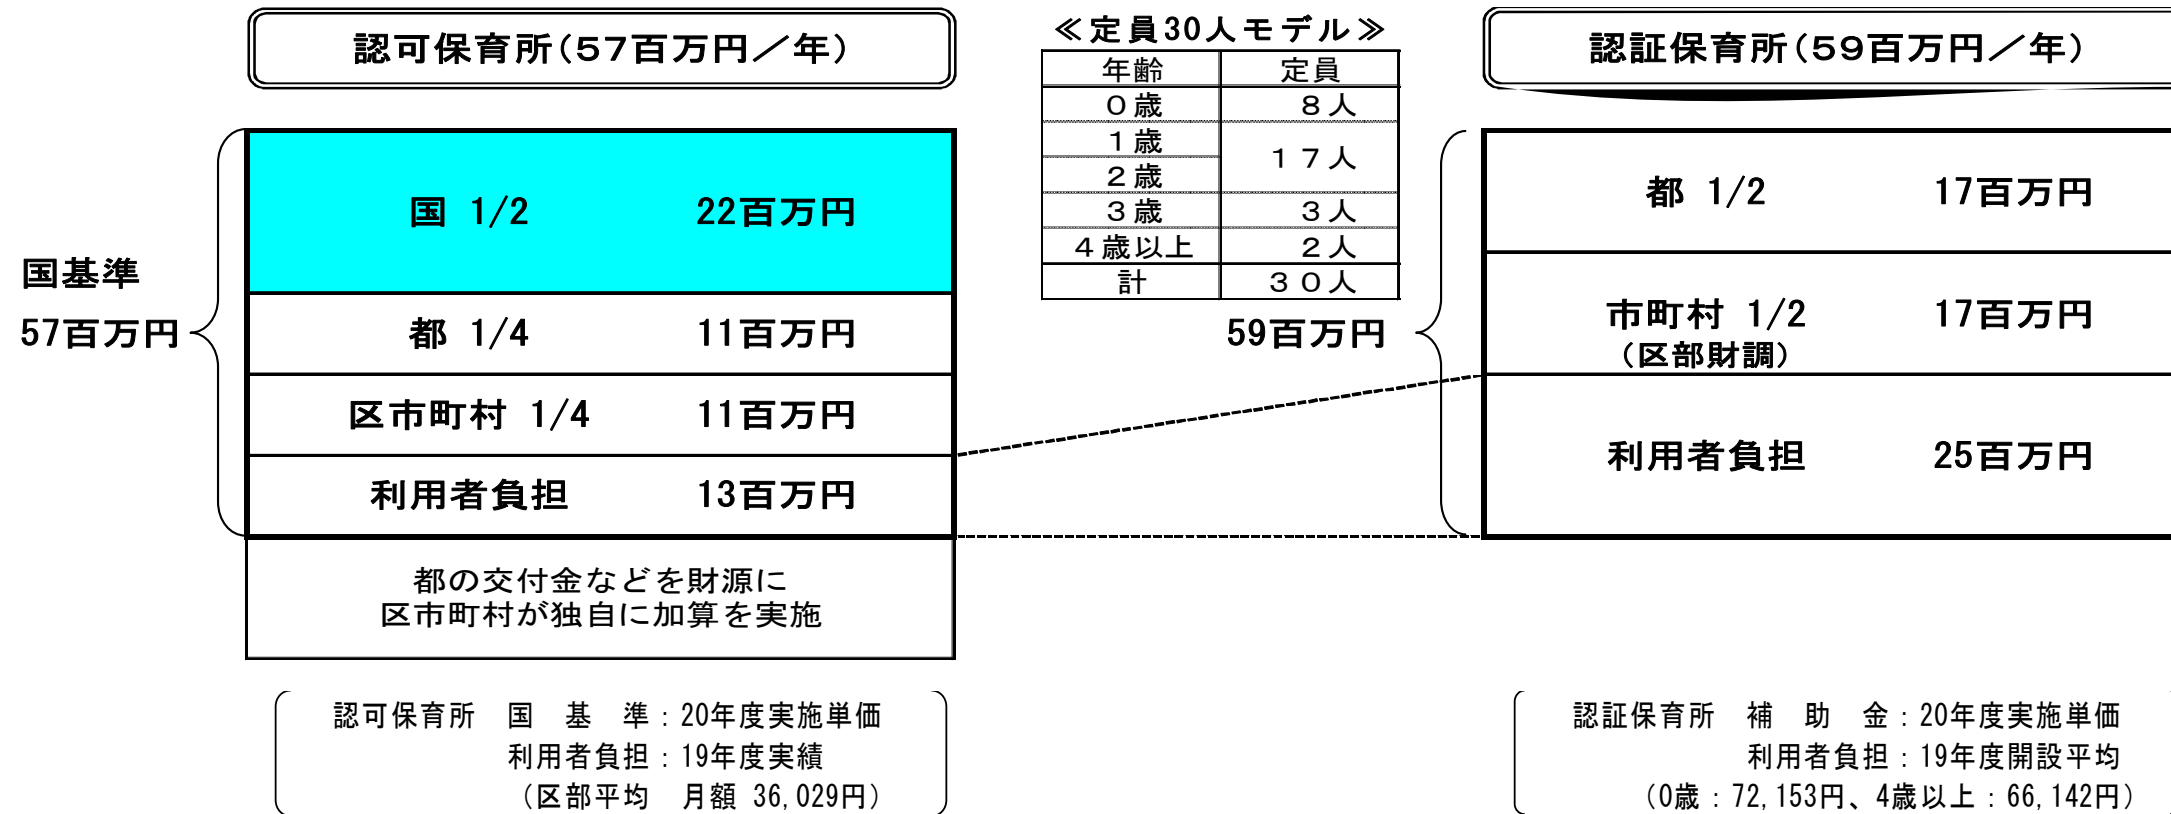 認可保育所(57百万円／年)
国基準
57百万円
国 1/2 22百万円
都 1/4 11百万円
区市町村 1/4 11百万円
利用者負担 13百万円
都の交付金などを財源に
区市町村が独自に加算を実施
認可保育所 国 基 準：20年度実施単価
利用者負担：19年度実績
（区部平均 月額 36,029円）
≪定員30人モデル≫
年齢 定員
０歳 ８人
１歳
１７人
２歳
３歳 ３人
４歳以上 ２人
計 ３０人
認証保育所(59百万円／年)
59百万円
都 1/2 17百万円
市町村 1/2 17百万円
（区部財調）
利用者負担 25百万円
認証保育所 補 助 金：20年度実施単価
利用者負担：19年度開設平均
（0歳：72,153円、4歳以上：66,142円）